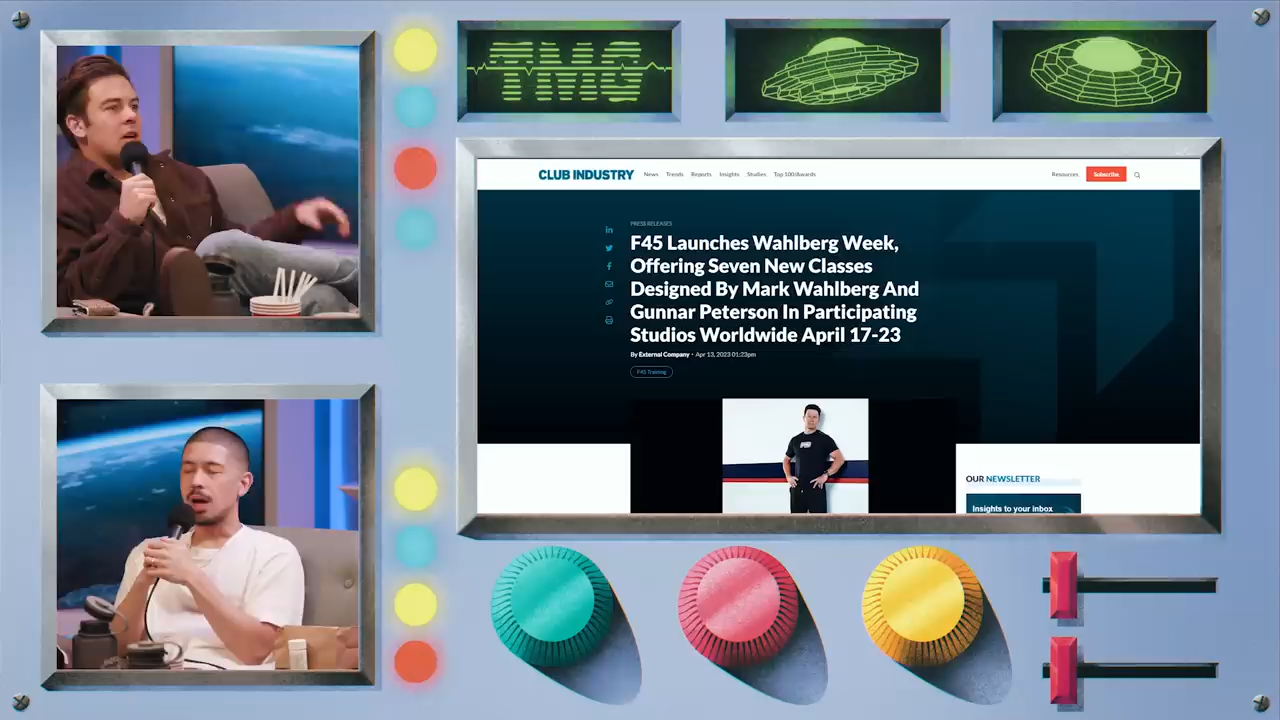 TMG
TMG
CLUB INDUSTRY News Trends Reports Insights Studies Top 100/Awards Resources Subscribe
PRESS RELEASES
F45 Launches Wahlberg Week,
Offering Seven New Classes
Designed By Mark Wahlberg And
Gunnar Peterson In Participating
Studios Worldwide April 17-23
By External Company • Apr 13, 2023 01:23pm
F45 Training
OUR NEWSLETTER
Insights to your inbox